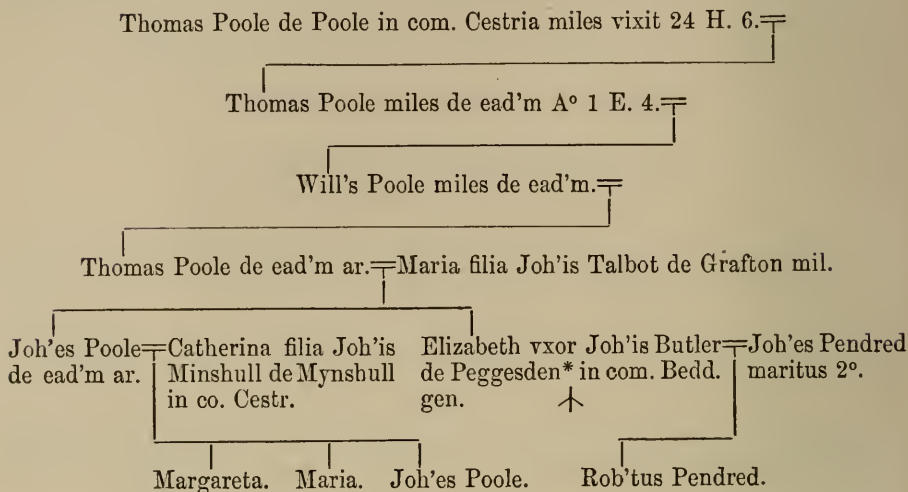 Thomas Poole de Poole in com. Cestria miles vixit 24 H. 6.
Thomas Poole miles de ead'm Aº 1 E. 4.
Will's Poole miles de ead'm.
Thomas Poole de ead'm ar. Maria filia Joh'is Talbot de Grafton mil.
Joh'es Poole
de ead'm ar.
Catherina filia Joh'is
Minshull de Mynshull
in co. Cestr.
Elizabeth vxor Joh'is Butler
de Peggesden* in com. Bedd.
gen.
Joh'es Pendred
maritus 2º.
Margareta. Maria. Joh'es Poole. Rob'tus Pendred.